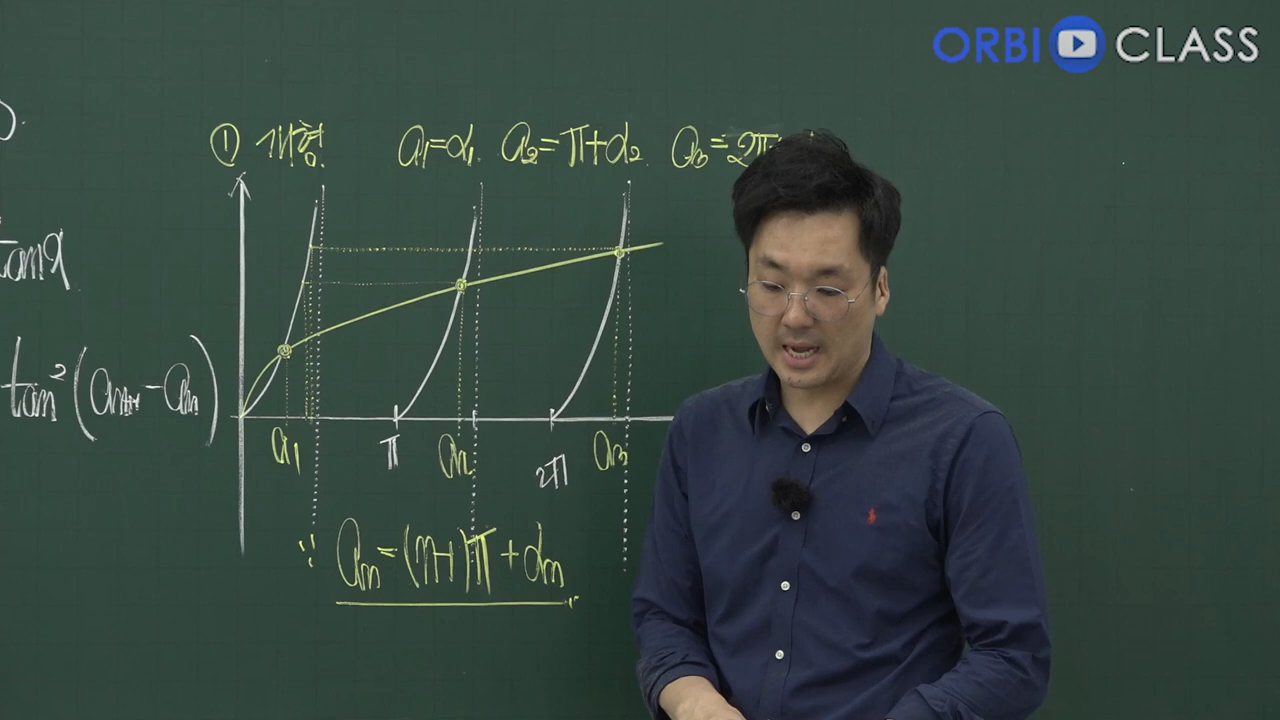 ORBI CLASS
① 개형. a₁=α₁. a₂=π+α₂. a₃=2π
tanα
tan²(aₙ₊₁-aₙ)
a₁ π a₂ 2π a₃
∵ aₙ=(n-1)π+αₙ